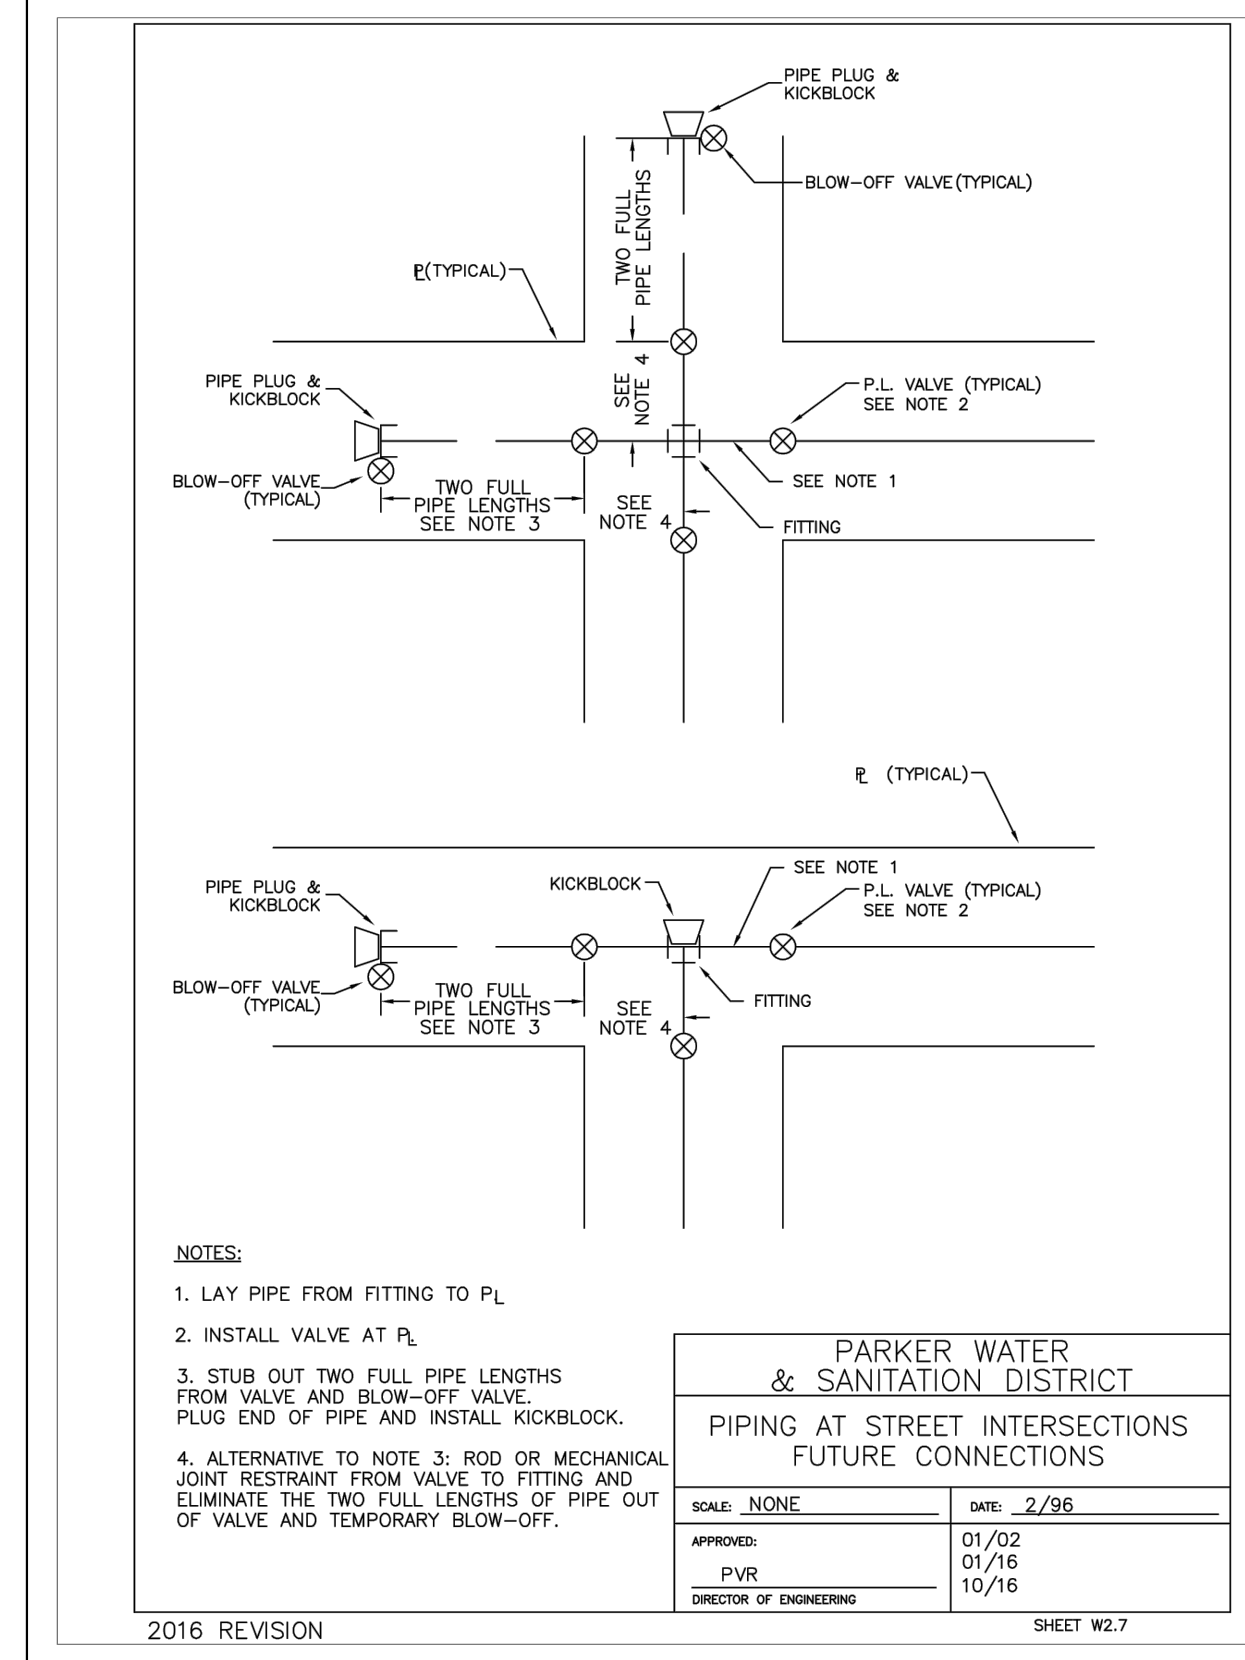 PIPE PLUG &
KICKBLOCK
BLOW-OFF VALVE (TYPICAL)
TWO FULL
PIPE LENGTHS
PL (TYPICAL)
SEE
NOTE 4
PIPE PLUG &
KICKBLOCK
P.L. VALVE (TYPICAL)
SEE NOTE 2
BLOW-OFF VALVE
(TYPICAL)
TWO FULL
PIPE LENGTHS
SEE NOTE 3
SEE
NOTE 4
SEE NOTE 1
FITTING
PL (TYPICAL)
SEE NOTE 1
PIPE PLUG &
KICKBLOCK
KICKBLOCK
P.L. VALVE (TYPICAL)
SEE NOTE 2
BLOW-OFF VALVE
(TYPICAL)
TWO FULL
PIPE LENGTHS
SEE NOTE 3
SEE
NOTE 4
FITTING
NOTES:
1. LAY PIPE FROM FITTING TO PL
2. INSTALL VALVE AT PL.
3. STUB OUT TWO FULL PIPE LENGTHS
FROM VALVE AND BLOW-OFF VALVE.
PLUG END OF PIPE AND INSTALL KICKBLOCK.
4. ALTERNATIVE TO NOTE 3: ROD OR MECHANICAL
JOINT RESTRAINT FROM VALVE TO FITTING AND
ELIMINATE THE TWO FULL LENGTHS OF PIPE OUT
OF VALVE AND TEMPORARY BLOW-OFF.
PARKER WATER
& SANITATION DISTRICT
PIPING AT STREET INTERSECTIONS
FUTURE CONNECTIONS
SCALE: NONE
DATE: 2/96
APPROVED:
PVR
DIRECTOR OF ENGINEERING
01/02
01/16
10/16
2016 REVISION
SHEET W2.7